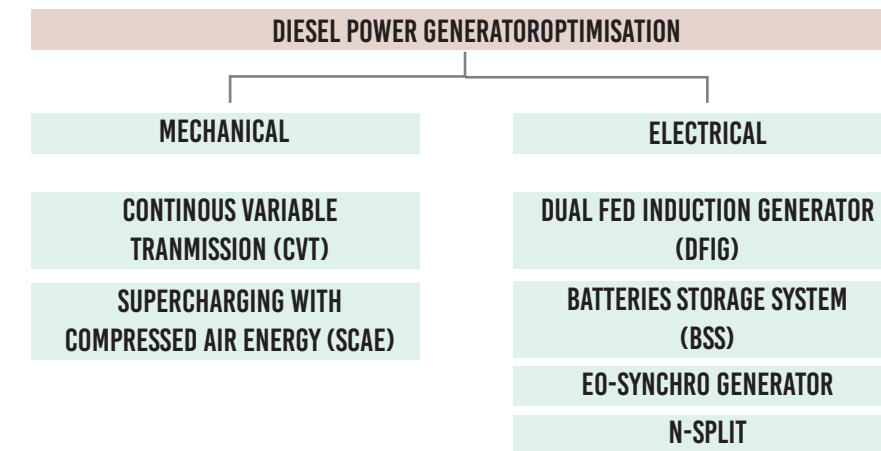 DIESEL POWER GENERATOROPTIMISATION
MECHANICAL
CONTINOUS VARIABLE
TRANMISSION (CVT)
SUPERCHARGING WITH
COMPRESSED AIR ENERGY (SCAE)
ELECTRICAL
DUAL FED INDUCTION GENERATOR
(DFIG)
BATTERIES STORAGE SYSTEM
(BSS)
EO-SYNCHRO GENERATOR
N-SPLIT